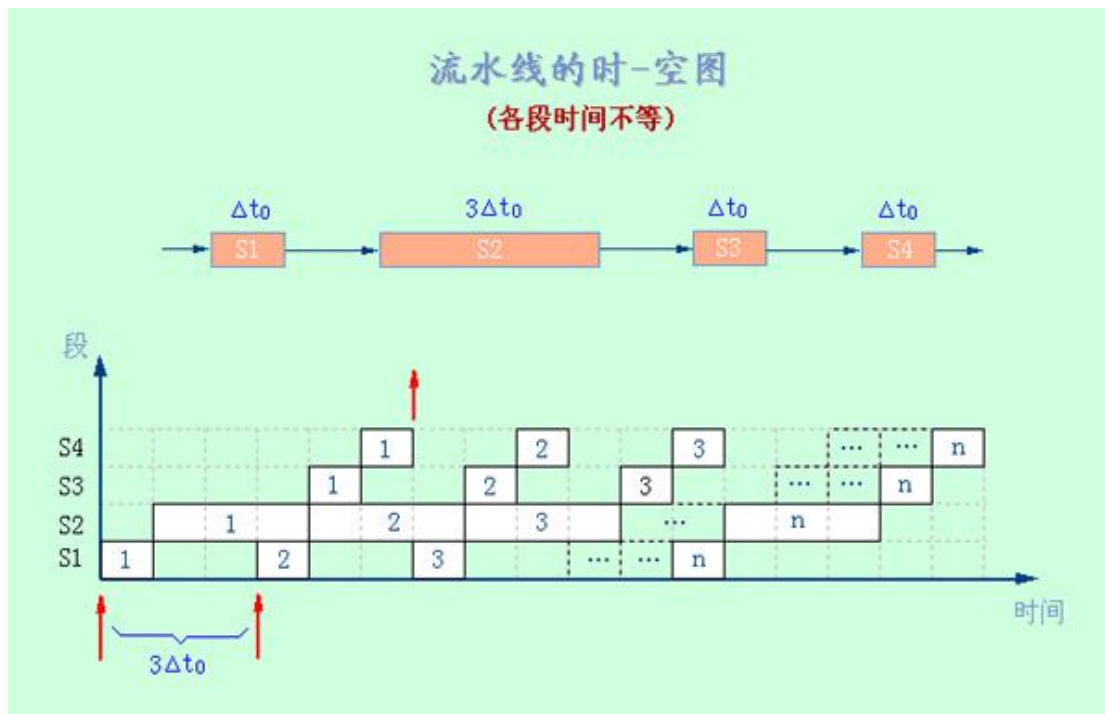 流水线的时-空图
(各段时间不等)
Δt₀ 3Δt₀ Δt₀ Δt₀
S1 S2 S3 S4
段
S4 1 2 3 … … n
S3 1 2 3 … … n
S2 1 2 3 … n
S1 1 2 3 … … n
时间
3Δt₀